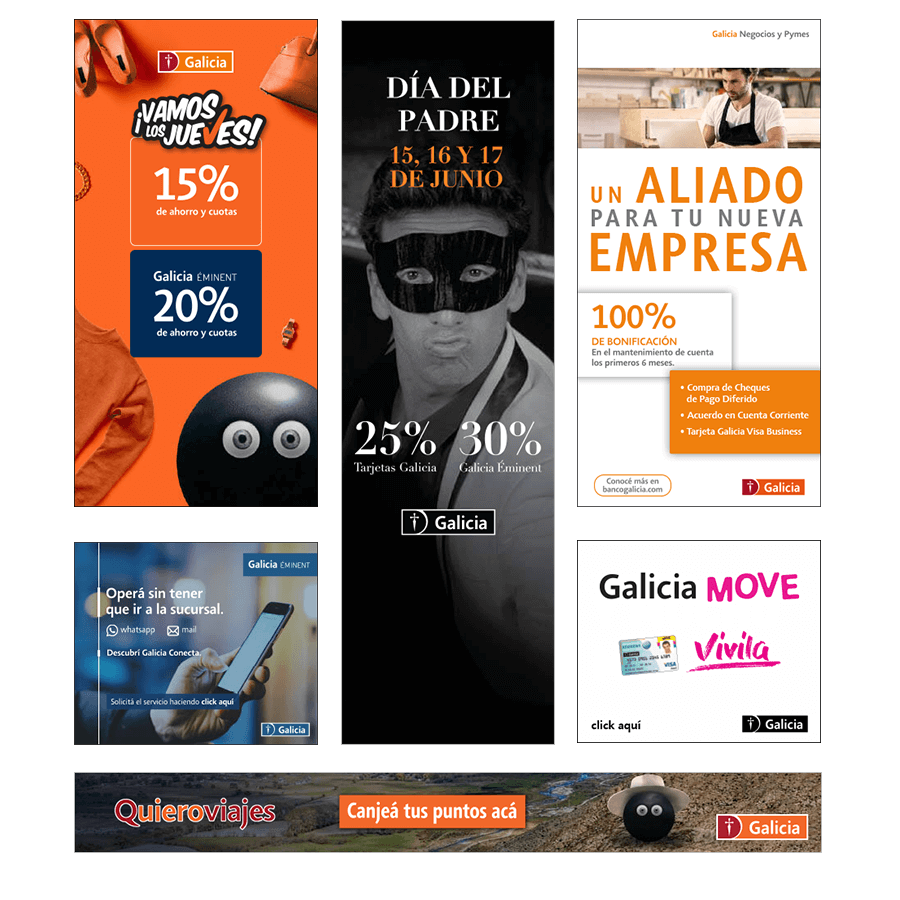 Galicia
¡VAMOS
LOS JUEVES!
15%
de ahorro y cuotas
Galicia ÉMINENT
20%
de ahorro y cuotas
DÍA DEL
PADRE
15, 16 Y 17
DE JUNIO
25% 30%
Tarjetas Galicia Galicia Éminent
Galicia
Galicia Negocios y Pymes
UN ALIADO
PARA TU NUEVA
EMPRESA
100%
DE BONIFICACIÓN
En el mantenimiento de cuenta
los primeros 6 meses.
• Compra de Cheques
de Pago Diferido
• Acuerdo en Cuenta Corriente
• Tarjeta Galicia Visa Business
Conocé más en
bancogalicia.com
Galicia
Galicia ÉMINENT
Operá sin tener
que ir a la sucursal.
whatsapp mail
Descubrí Galicia Conecta.
Solicitá el servicio haciendo click aquí
Galicia
Galicia MOVE
Vivila
VISA
click aquí
Galicia
Quieroviajes
Canjeá tus puntos acá
Galicia